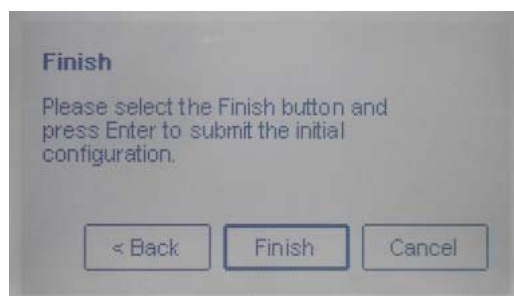 Finish
Please select the Finish button and
press Enter to submit the initial
configuration.
< Back Finish Cancel